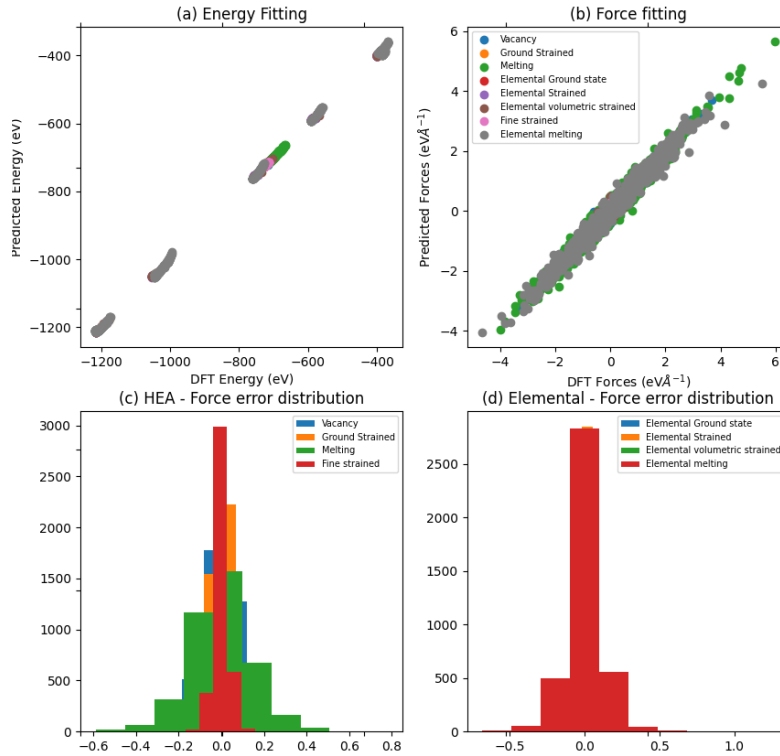 (a) Energy Fitting
Predicted Energy (eV)
−400
−600
−800
−1000
−1200
−1200
−1000
−800
−600
−400
DFT Energy (eV)
(b) Force fitting
Vacancy
Ground Strained
Melting
Elemental Ground state
Elemental Strained
Elemental volumetric strained
Fine strained
Elemental melting
Predicted Forces (eVÅ⁻¹)
6
4
2
0
−2
−4
−4
−2
0
2
4
6
DFT Forces (eVÅ⁻¹)
(c) HEA - Force error distribution
Vacancy
Ground Strained
Melting
Fine strained
3000
2500
2000
1500
1000
500
0
−0.6
−0.4
−0.2
0.0
0.2
0.4
0.6
0.8
(d) Elemental - Force error distribution
Elemental Ground state
Elemental Strained
Elemental volumetric strained
Elemental melting
2500
2000
1500
1000
500
0
−0.5
0.0
0.5
1.0